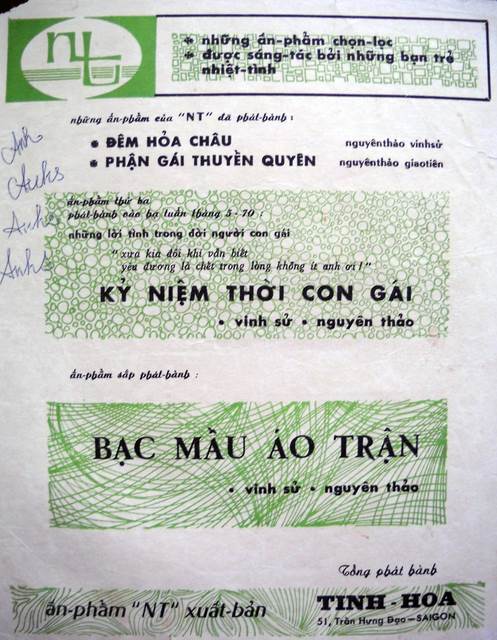 nt
* những ấn-phẩm chọn-lọc
* được sáng-tác bởi những bạn trẻ
nhiệt-tình
những ấn-phẩm của "NT" đã phát-hành :
• ĐÊM HỎA CHÂU nguyênthảo vinhsử
• PHẬN GÁI THUYỀN QUYÊN nguyênthảo giaotiên
ấn-phẩm thứ ba
phát-hành cào hạ tuần tháng 5-70 :
những lời tình trong đời người con gái
"xưa kia đôi khi vẫn biết
yêu đương là chết trong lòng không ít anh ơi!"
KỶ NIỆM THỜI CON GÁI
• vinh sử • nguyên thảo
ấn-phẩm sắp phát-hành :
BẠC MẦU ÁO TRẬN
• vinh sử • nguyên thảo
Tổng phát hành
ấn-phẩm "NT" xuất-bản
TINH-HOA
51, Trần Hưng Đạo—SAIGON